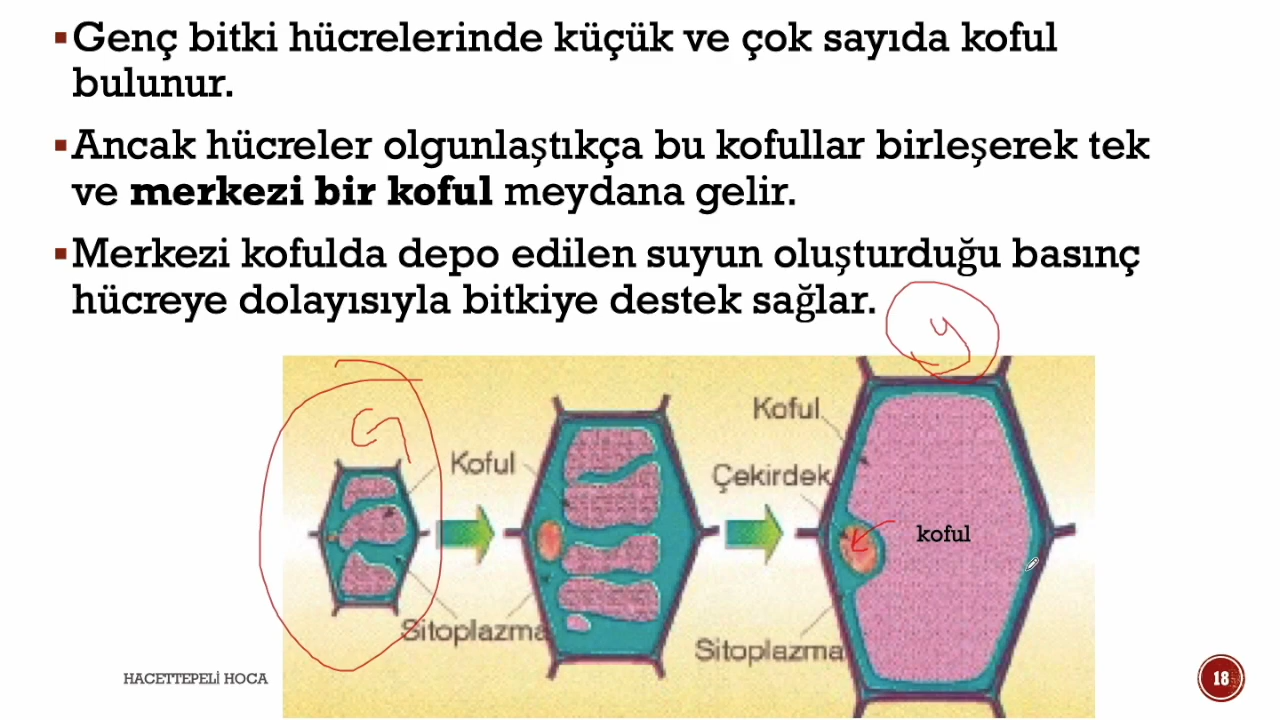 Genç bitki hücrelerinde küçük ve çok sayıda koful
bulunur.
Ancak hücreler olgunlaştıkça bu kofullar birleşerek tek
ve merkezi bir koful meydana gelir.
Merkezi kofulda depo edilen suyun oluşturduğu basınç
hücreye dolayısıyla bitkiye destek sağlar.
Koful
Koful
Çekirdek
koful
Sitoplazma
Sitoplazma
HACETTEPELİ HOCA
18